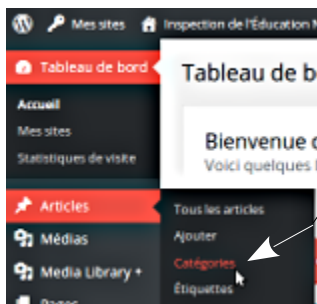 Mes sites Inspection de l'Éducation
Tableau de bord
Tableau de b
Accueil
Mes sites
Statistiques de visite
Bienvenue
Voici quelques
Articles
Tous les articles
Médias
Ajouter
Media Library +
Catégories
Étiquettes
Pages